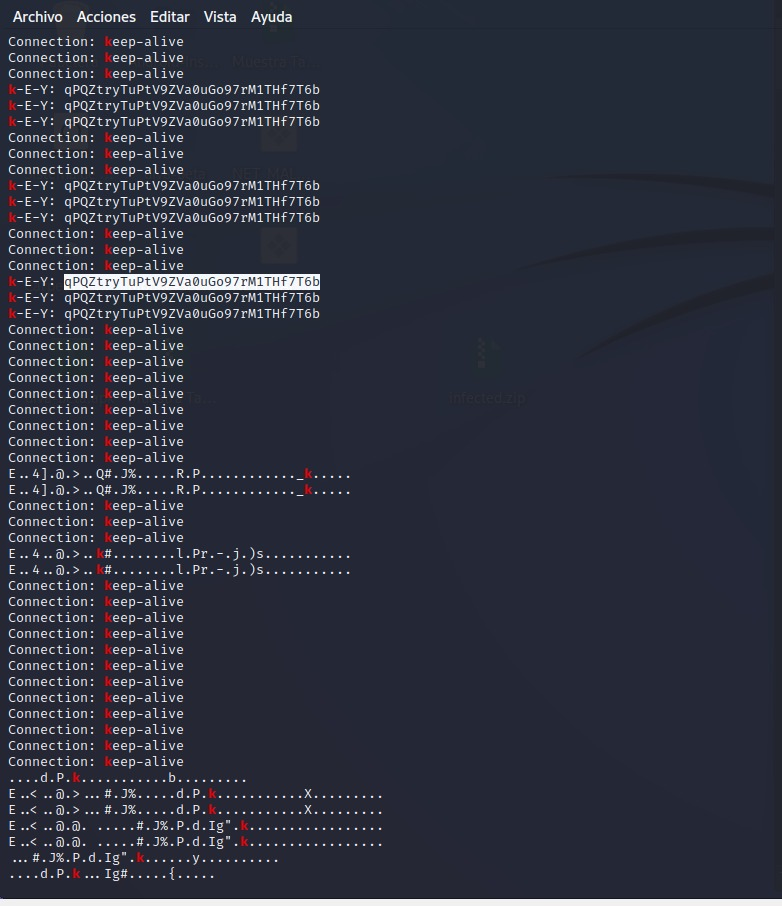 Archivo Acciones Editar Vista Ayuda
Connection: keep-alive
Connection: keep-alive
Connection: keep-alive
k-E-Y: qPQZtryTuPtV9ZVa0uGo97rM1THf7T6b
k-E-Y: qPQZtryTuPtV9ZVa0uGo97rM1THf7T6b
k-E-Y: qPQZtryTuPtV9ZVa0uGo97rM1THf7T6b
Connection: keep-alive
Connection: keep-alive
Connection: keep-alive
k-E-Y: qPQZtryTuPtV9ZVa0uGo97rM1THf7T6b
k-E-Y: qPQZtryTuPtV9ZVa0uGo97rM1THf7T6b
k-E-Y: qPQZtryTuPtV9ZVa0uGo97rM1THf7T6b
Connection: keep-alive
Connection: keep-alive
Connection: keep-alive
k-E-Y: qPQZtryTuPtV9ZVa0uGo97rM1THf7T6b
k-E-Y: qPQZtryTuPtV9ZVa0uGo97rM1THf7T6b
k-E-Y: qPQZtryTuPtV9ZVa0uGo97rM1THf7T6b
Connection: keep-alive
Connection: keep-alive
Connection: keep-alive
Connection: keep-alive
Connection: keep-alive
Connection: keep-alive
Connection: keep-alive
Connection: keep-alive
Connection: keep-alive
E..4].@.>..Q#.J%.....R.P............_k.....
E..4].@.>..Q#.J%.....R.P............_k.....
Connection: keep-alive
Connection: keep-alive
Connection: keep-alive
E..4..@.>..k#........l.Pr.-.j.)s...........
E..4..@.>..k#........l.Pr.-.j.)s...........
Connection: keep-alive
Connection: keep-alive
Connection: keep-alive
Connection: keep-alive
Connection: keep-alive
Connection: keep-alive
Connection: keep-alive
Connection: keep-alive
Connection: keep-alive
Connection: keep-alive
Connection: keep-alive
Connection: keep-alive
....d.P.k...........b.........
E..<..@.>...#.J%.....d.P.k...........X.........
E..<..@.>...#.J%.....d.P.k...........X.........
E..<..@.@. .....#.J%.P.d.Ig".k.................
E..<..@.@. .....#.J%.P.d.Ig".k.................
...#.J%.P.d.Ig".k......y..........
....d.P.k...Ig#.....{.....
infected.zip